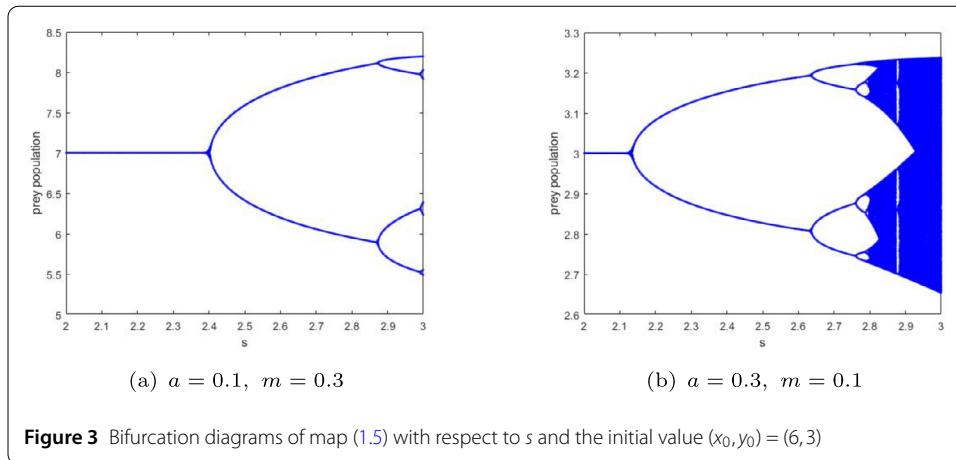 8.5
8
7.5
7
6.5
6
5.5
5
prey population
2 2.1 2.2 2.3 2.4 2.5 2.6 2.7 2.8 2.9 3
s
(a) a = 0.1, m = 0.3
3.3
3.2
3.1
3
2.9
2.8
2.7
2.6
prey population
2 2.1 2.2 2.3 2.4 2.5 2.6 2.7 2.8 2.9 3
s
(b) a = 0.3, m = 0.1
Figure 3 Bifurcation diagrams of map (1.5) with respect to s and the initial value (x₀, y₀) = (6, 3)